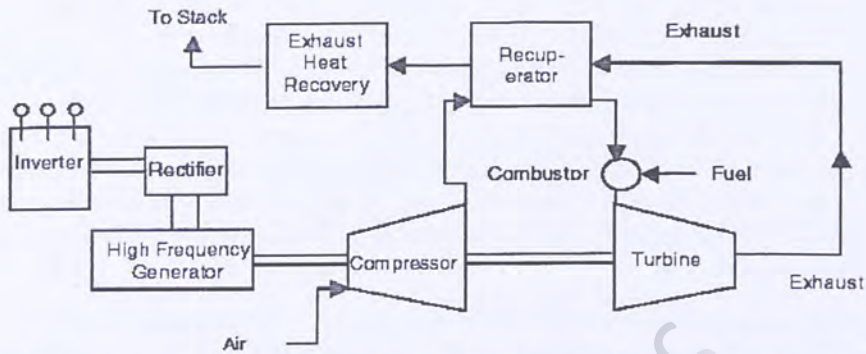 To Stack
Exhaust
Heat
Recovery
Recup-
erator
Exhaust
Inverter
Rectifier
Combustor
Fuel
High Frequency
Generator
Compressor
Turbine
Exhaust
Air